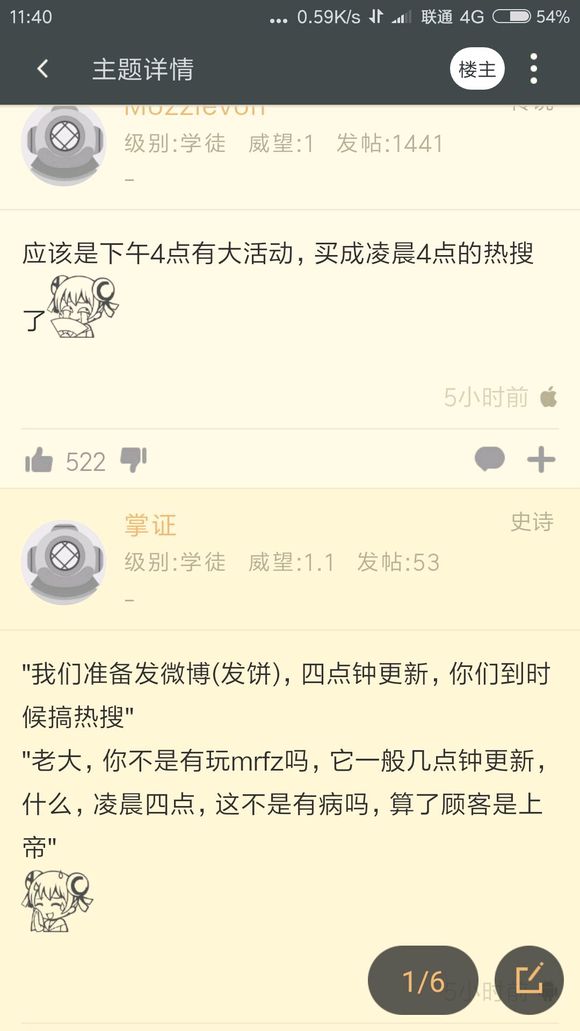 11:40
... 0.59K/s 联通 4G 54%
主题详情
楼主
级别:学徒 威望:1 发帖:1441
-
应该是下午4点有大活动，买成凌晨4点的热搜
了
5小时前
522
掌证
史诗
级别:学徒 威望:1.1 发帖:53
-
"我们准备发微博(发饼)，四点钟更新，你们到时
候搞热搜"
"老大，你不是有玩mrfz吗，它一般几点钟更新，
什么，凌晨四点，这不是有病吗，算了顾客是上
帝"
1/6
5小时前